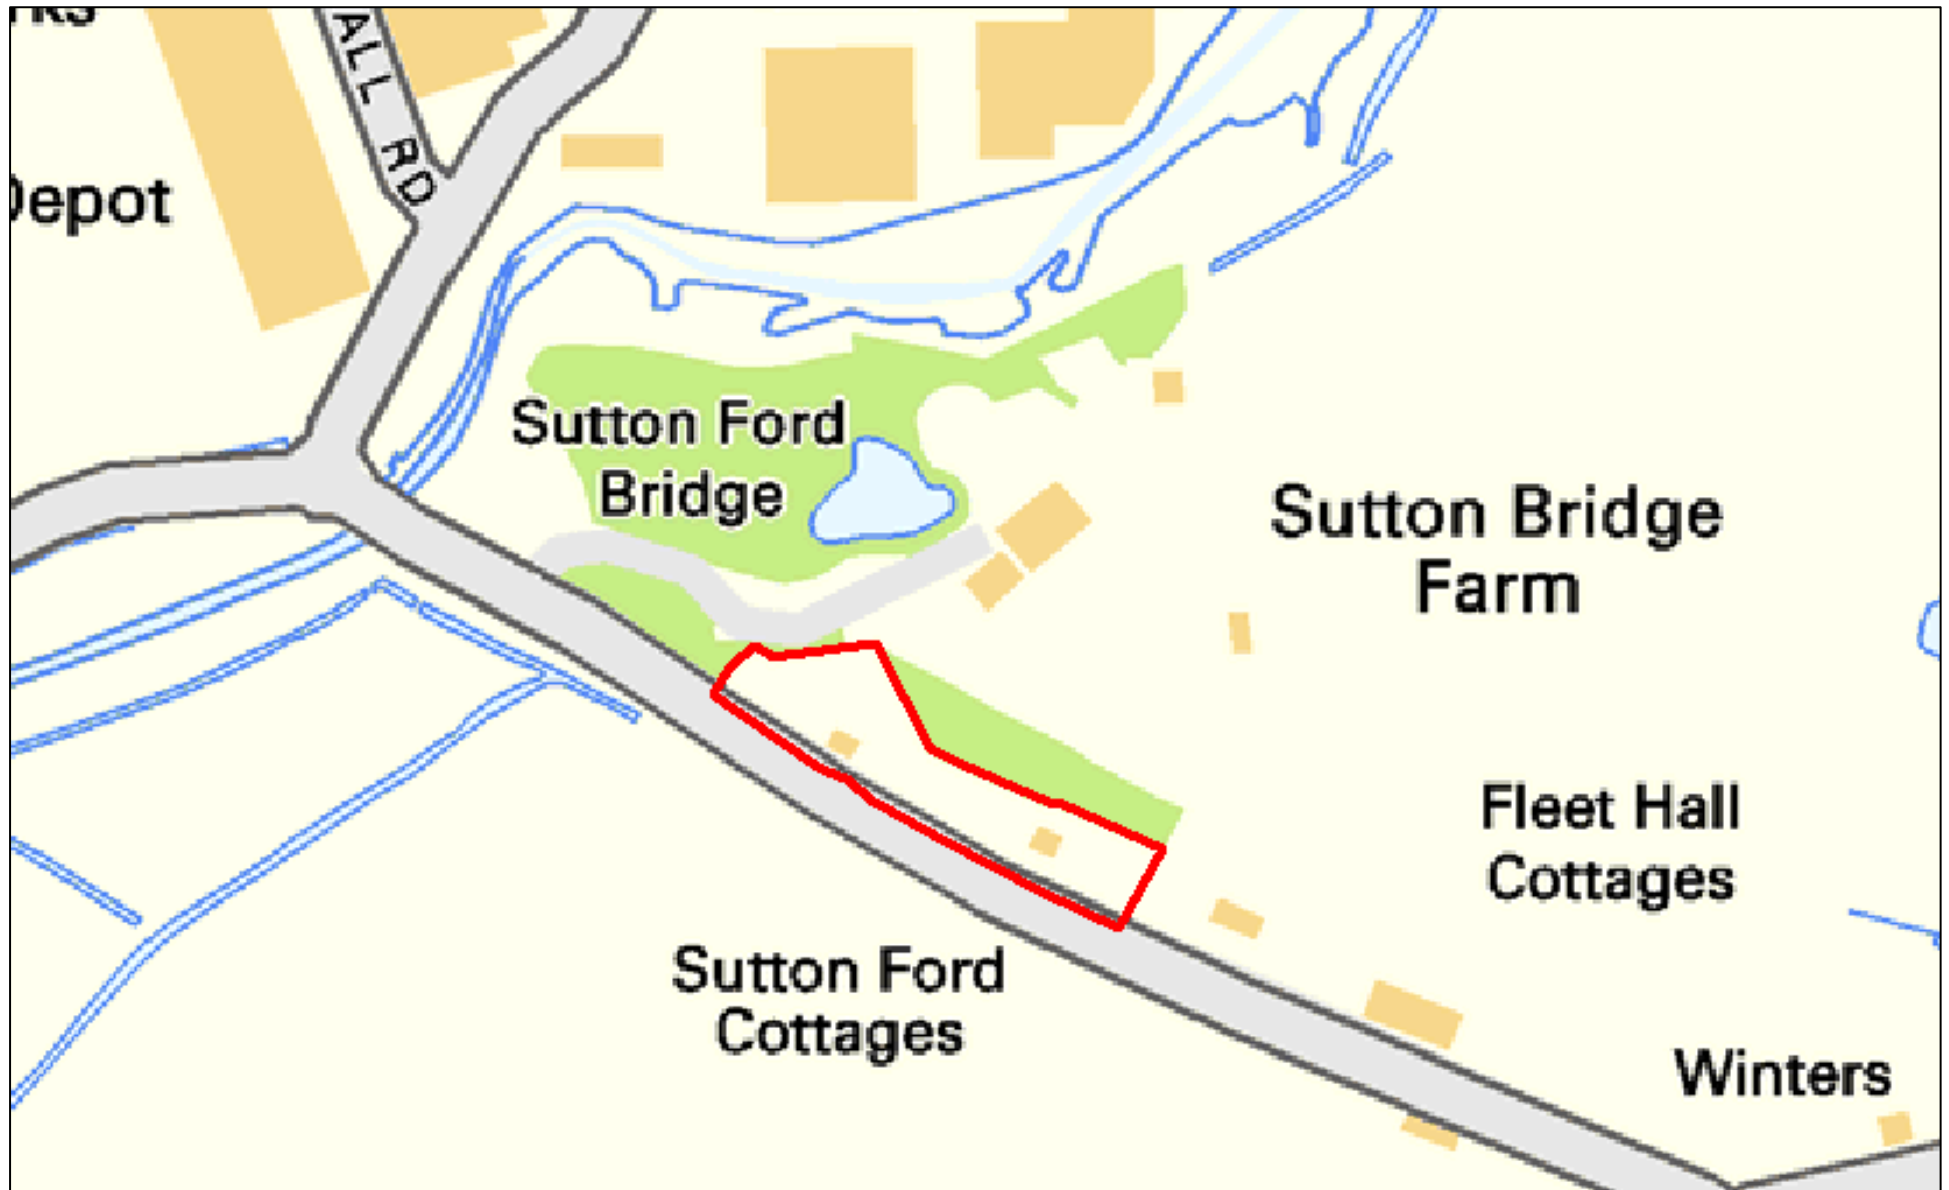 ALL RD
Depot
Sutton Ford
Bridge
Sutton Bridge
Farm
Fleet Hall
Cottages
Sutton Ford
Cottages
Winters